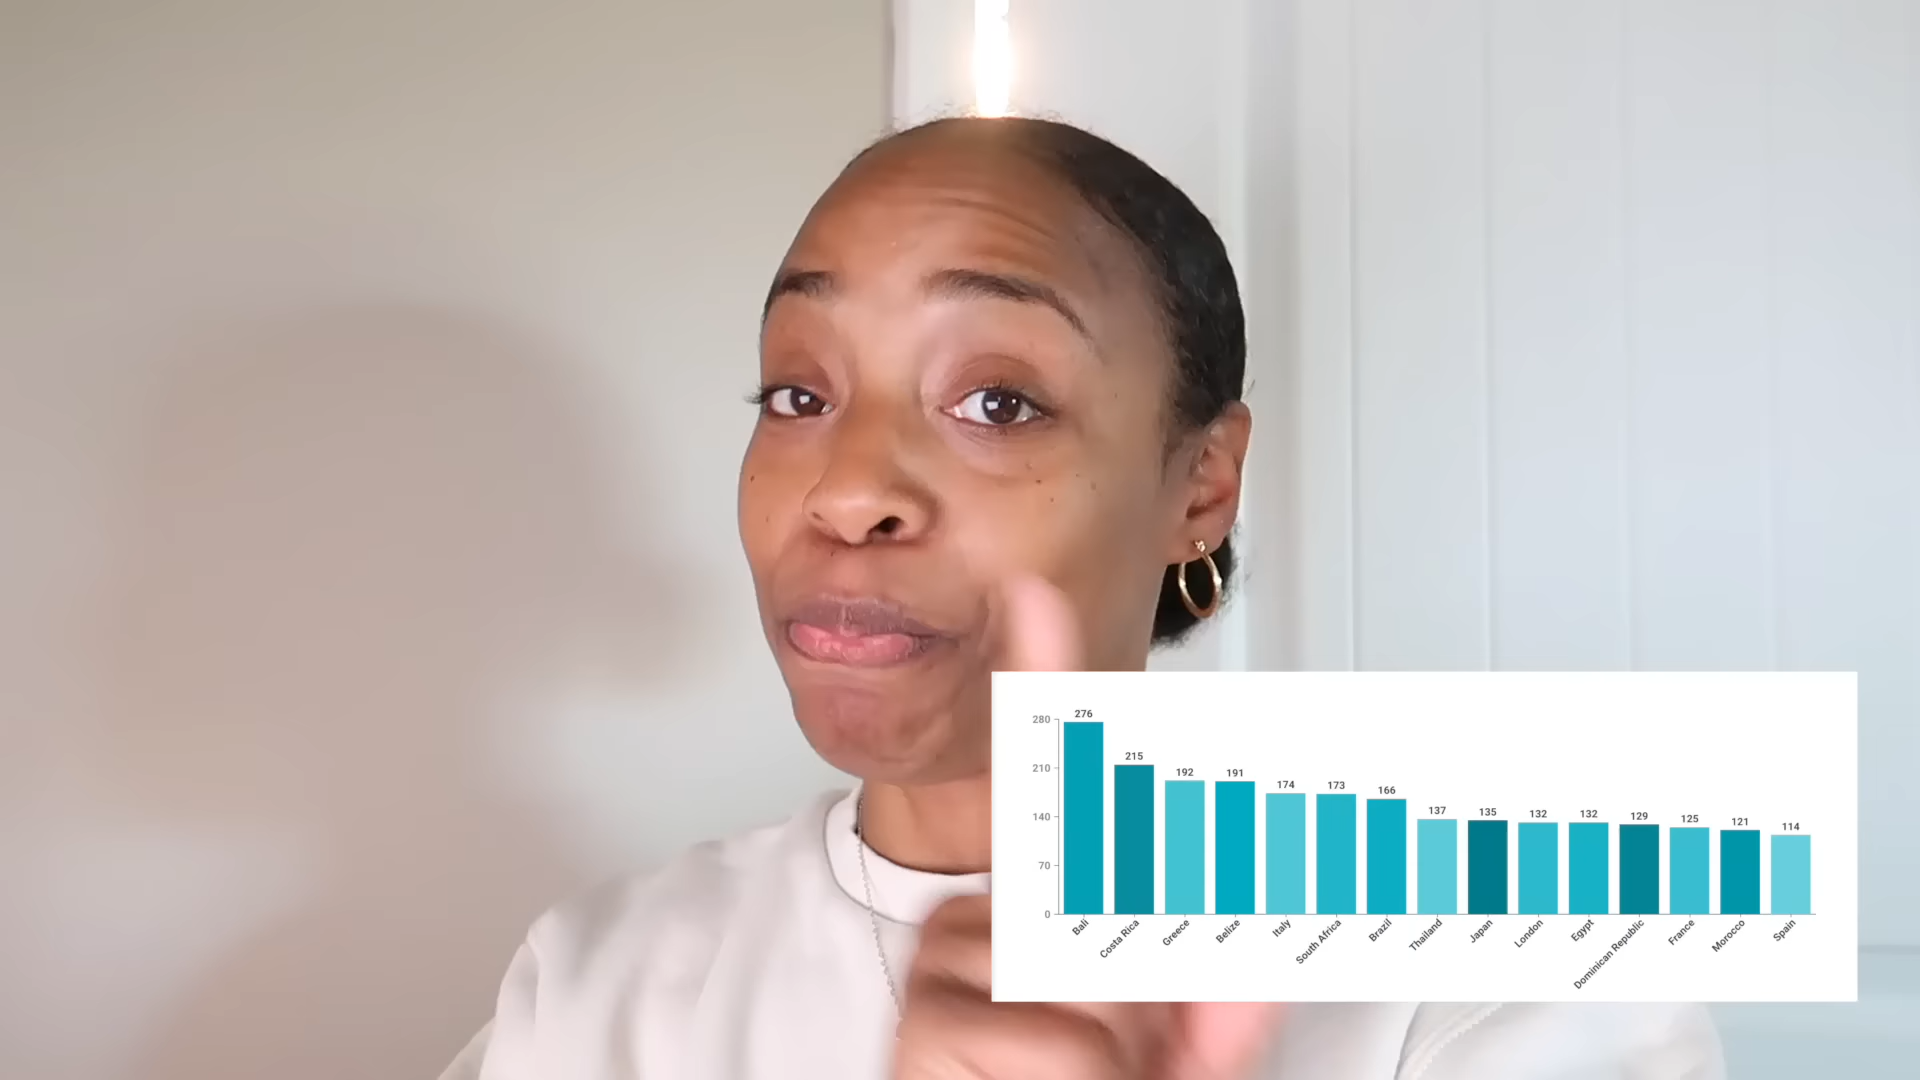 276
215
192
191
174
173
166
137
135
132
132
129
125
121
114
280
210
140
70
0
Bali
Costa Rica
Greece
Belize
Italy
South Africa
Brazil
Thailand
Japan
London
Egypt
Dominican Republic
France
Morocco
Spain